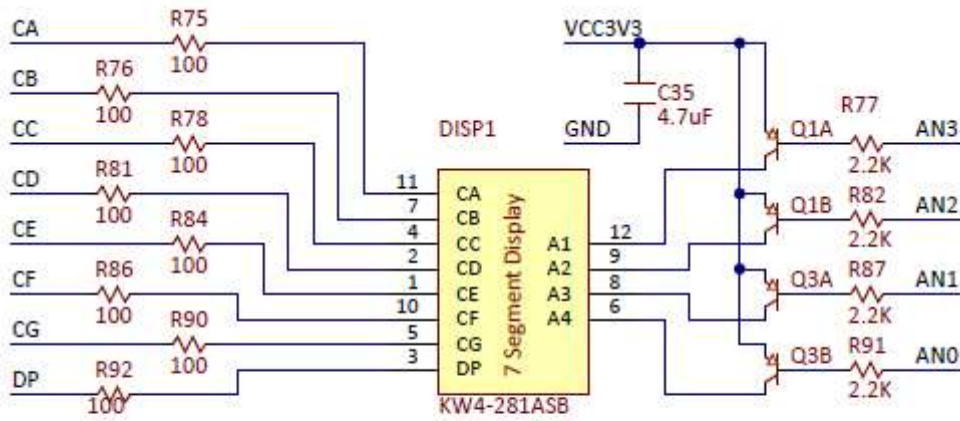 CA
R75
100
CB
R76
100
CC
R78
100
CD
R81
100
CE
R84
100
CF
R86
100
CG
R90
100
DP
R92
100
DISP1
11
7
4
2
1
10
5
3
CA
CB
CC
CD
CE
CF
CG
DP
7 Segment Display
A1
A2
A3
A4
12
9
8
6
KW4-281ASB
VCC3V3
C35
4.7uF
GND
Q1A
R77
2.2K
AN3
Q1B
R82
2.2K
AN2
Q3A
R87
2.2K
AN1
Q3B
R91
2.2K
AN0